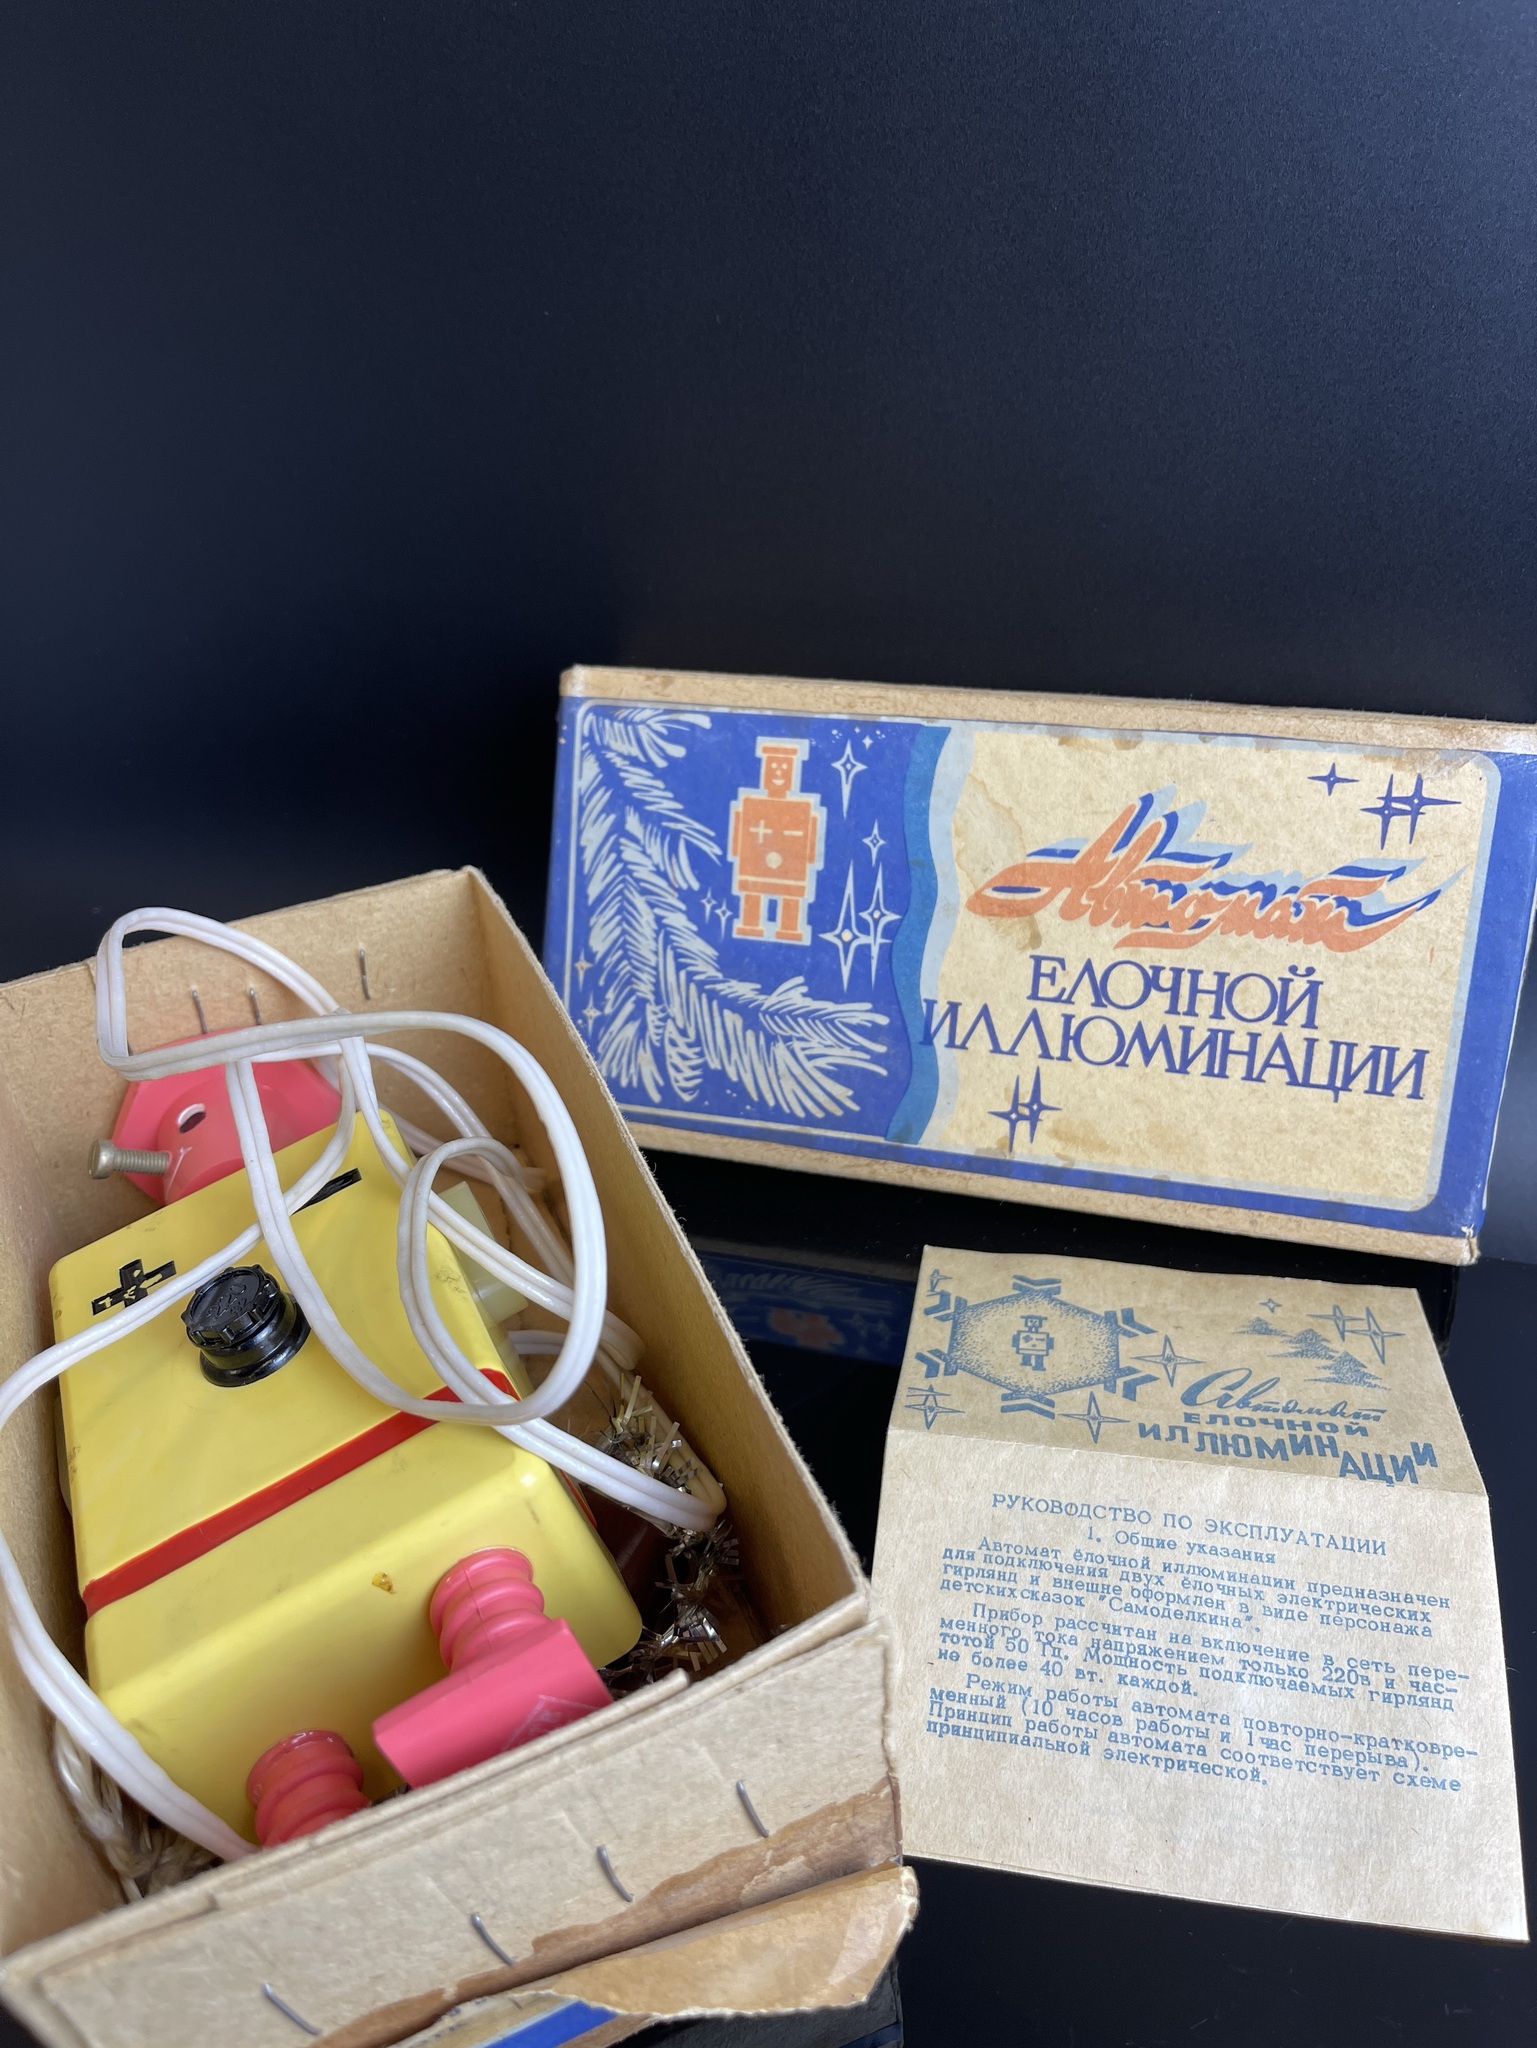 Автомат
ЕЛОЧНОЙ
ИЛЛЮМИНАЦИИ
Автомат
ЕЛОЧНОЙ
ИЛЛЮМИНАЦИИ
РУКОВОДСТВО ПО ЭКСПЛУАТАЦИИ
1. Общие указания
Автомат ёлочной иллюминации предназначен
для подключения двух ёлочных электрических
гирлянд и внешне оформлен в виде персонажа
детских сказок "Самоделкина".
Прибор рассчитан на включение в сеть пере-
менного тока напряжением только 220в и час-
тотой 50 Гц. Мощность подключаемых гирлянд
не более 40 вт. каждой.
Режим работы автомата повторно-кратковре-
менный (10 часов работы и 1 час перерыва).
Принцип работы автомата соответствует схеме
принципиальной электрической.